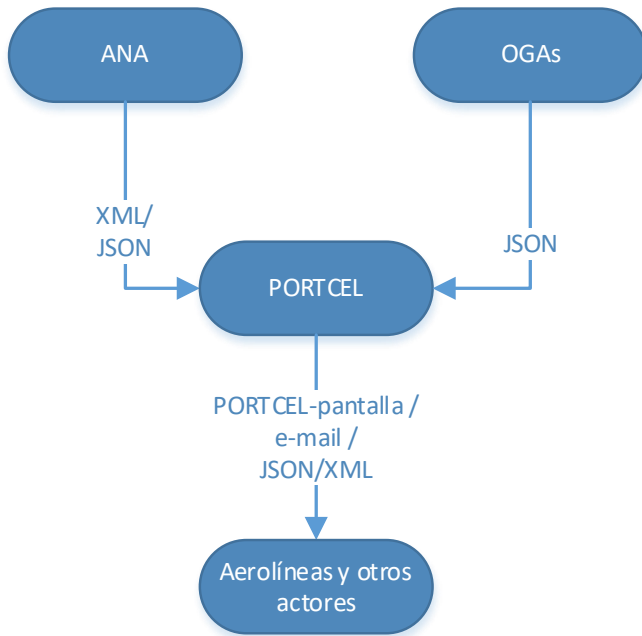 ANA
OGAs
XML/
JSON
JSON
PORTCEL
PORTCEL-pantalla /
e-mail /
JSON/XML
Aerolíneas y otros
actores